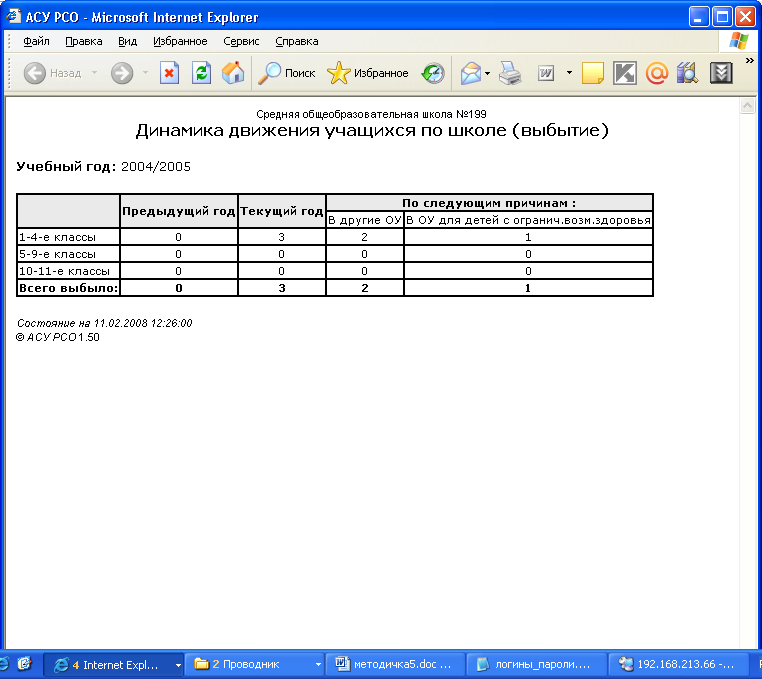 АСУ РСО - Microsoft Internet Explorer
Файл Правка Вид Избранное Сервис Справка
Назад Поиск Избранное
Средняя общеобразовательная школа №199
Динамика движения учащихся по школе (выбытие)
Учебный год: 2004/2005
По следующим причинам :
Предыдущий год Текущий год В другие ОУ В ОУ для детей с огранич.возм.здоровья
1-4-е классы 0 3 2 1
5-9-е классы 0 0 0 0
10-11-е классы 0 0 0 0
Всего выбыло: 0 3 2 1
Состояние на 11.02.2008 12:26:00
© АСУ РСО 1.50
4 Internet Expl... 2 Проводник методичка5.doc ... логины_пароли.... 192.168.213.66 -...